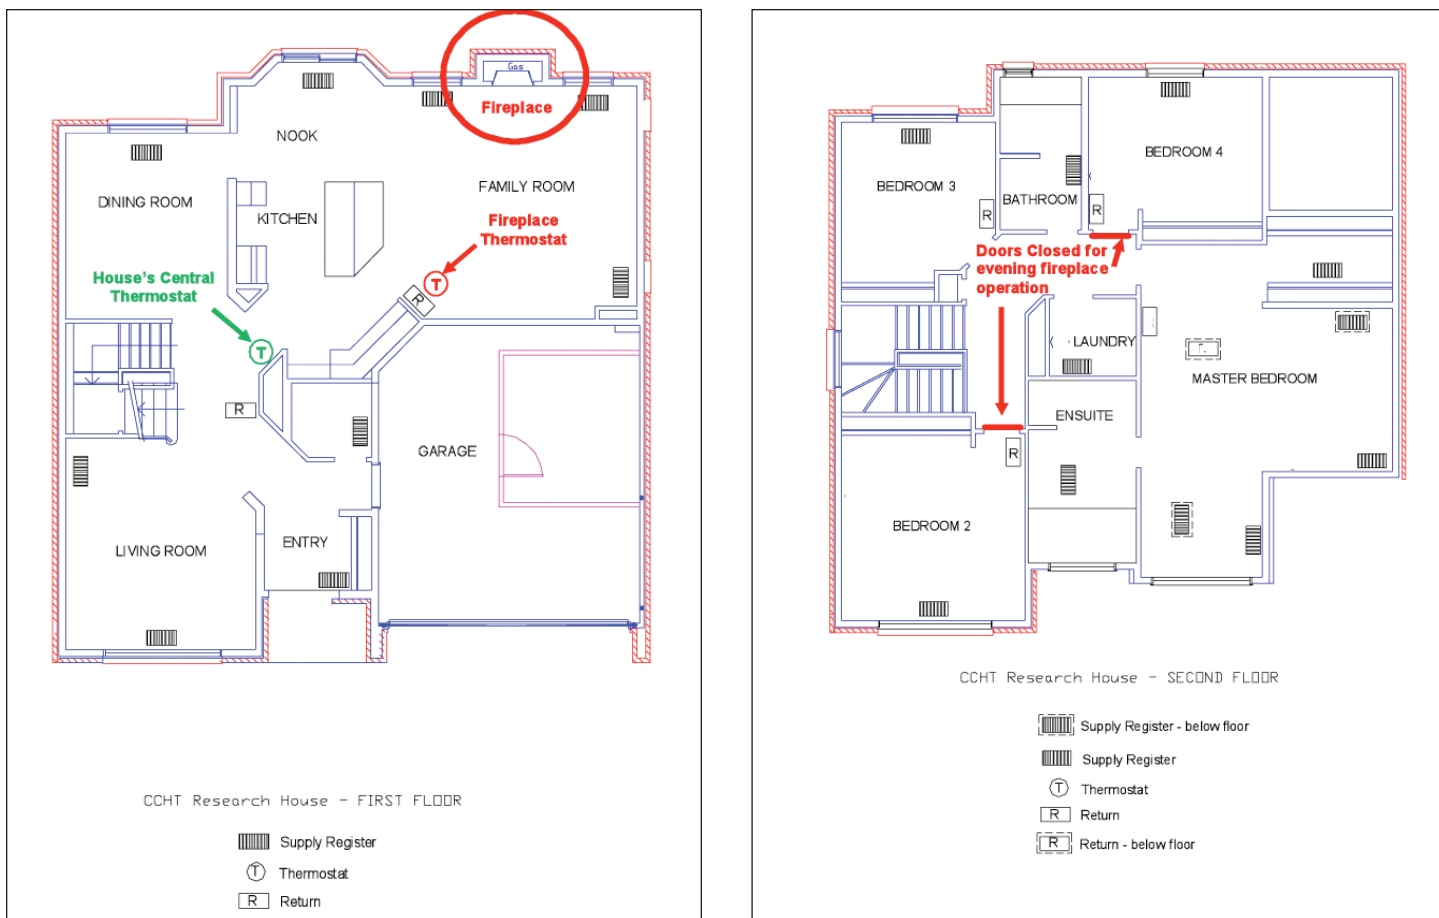 Gas
Fireplace
NOOK
DINING ROOM
KITCHEN
FAMILY ROOM
Fireplace
Thermostat
T
R
House's Central
Thermostat
T
R
GARAGE
LIVING ROOM
ENTRY
CCHT Research House - FIRST FLOOR
Supply Register
T
Thermostat
R
Return
BEDROOM 3
BATHROOM
BEDROOM 4
R
R
Doors Closed for
evening fireplace
operation
LAUNDRY
MASTER BEDROOM
ENSUITE
R
BEDROOM 2
CCHT Research House - SECOND FLOOR
Supply Register - below floor
Supply Register
T
Thermostat
R
Return
R
Return - below floor